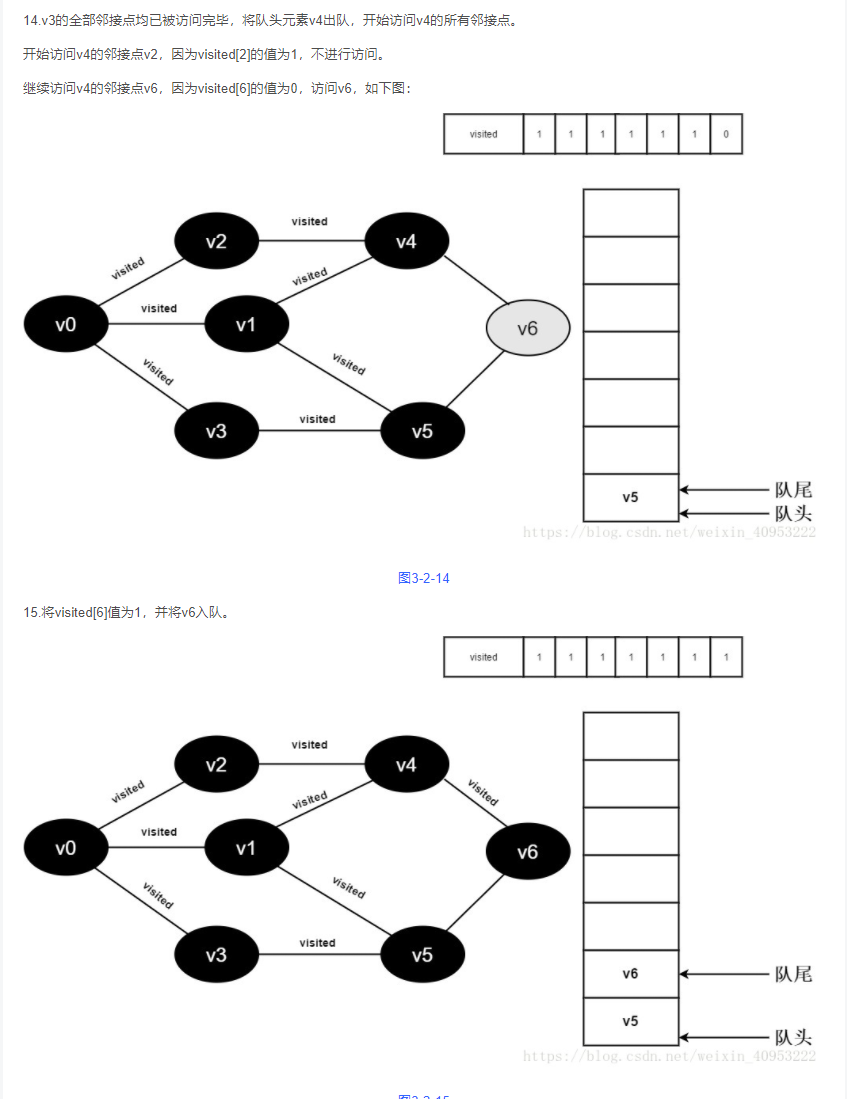 14.v3的全部邻接点均已被访问完毕，将队头元素v4出队，开始访问v4的所有邻接点。
开始访问v4的邻接点v2，因为visited[2]的值为1，不进行访问。
继续访问v4的邻接点v6，因为visited[6]的值为0，访问v6，如下图：
visited 1 1 1 1 1 1 0
visited
v2
v4
visited
visited
visited
v0
v1
v6
visited
visited
visited
v3
v5
v5
队尾
队头
https://blog.csdn.net/weixin_40953222
图3-2-14
15.将visited[6]值为1，并将v6入队。
visited 1 1 1 1 1 1 1
visited
v2
v4
visited
visited
visited
visited
v0
v1
v6
visited
visited
visited
v3
v5
v6
队尾
v5
队头
https://blog.csdn.net/weixin_40953222
图3-2-15